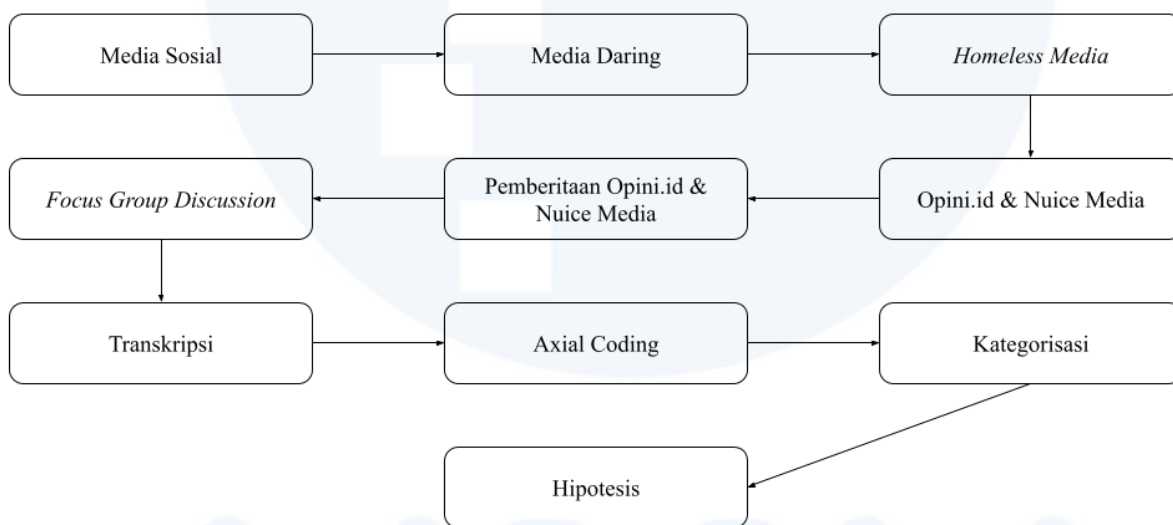 Media Sosial
Media Daring
Homeless Media
Focus Group Discussion
Pemberitaan Opini.id &
Nuice Media
Opini.id & Nuice Media
Transkripsi
Axial Coding
Kategorisasi
Hipotesis